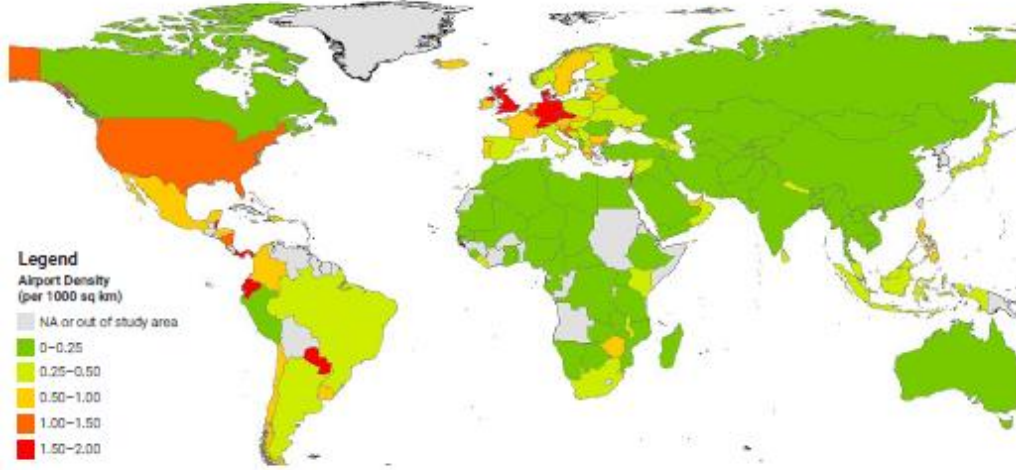 Legend
Airport Density
(per 1000 sq km)
NA or out of study area
0–0.25
0.25–0.50
0.50–1.00
1.00–1.50
1.50–2.00